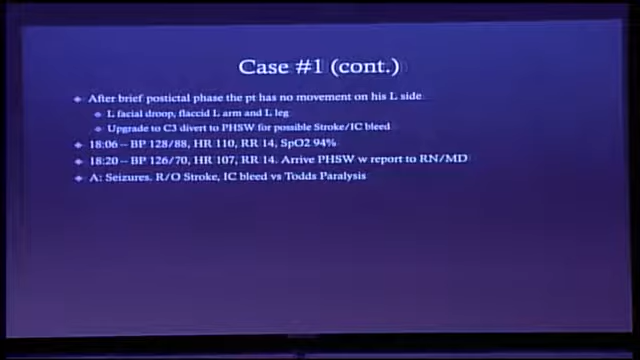 Case #1 (cont.)
After brief postictal phase the pt has no movement on his L side
L facial droop, flaccid L arm and L leg
Upgrade to C3 divert to PHSW for possible Stroke/IC bleed
18:06 – BP 128/88, HR 110, RR 14, SpO2 94%
18:20 – BP 126/70, HR 107, RR 14. Arrive PHSW w report to RN/MD
A: Seizures. R/O Stroke, IC bleed vs Todds Paralysis